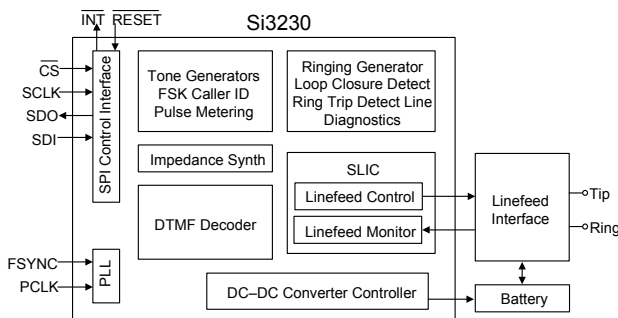 Si3230
INT
RESET
CS
SCLK
SDO
SDI
SPI Control Interface
Tone Generators
FSK Caller ID
Pulse Metering
Ringing Generator
Loop Closure Detect
Ring Trip Detect Line
Diagnostics
Impedance Synth
DTMF Decoder
SLIC
Linefeed Control
Linefeed Monitor
Linefeed
Interface
Tip
Ring
FSYNC
PCLK
PLL
DC–DC Converter Controller
Battery